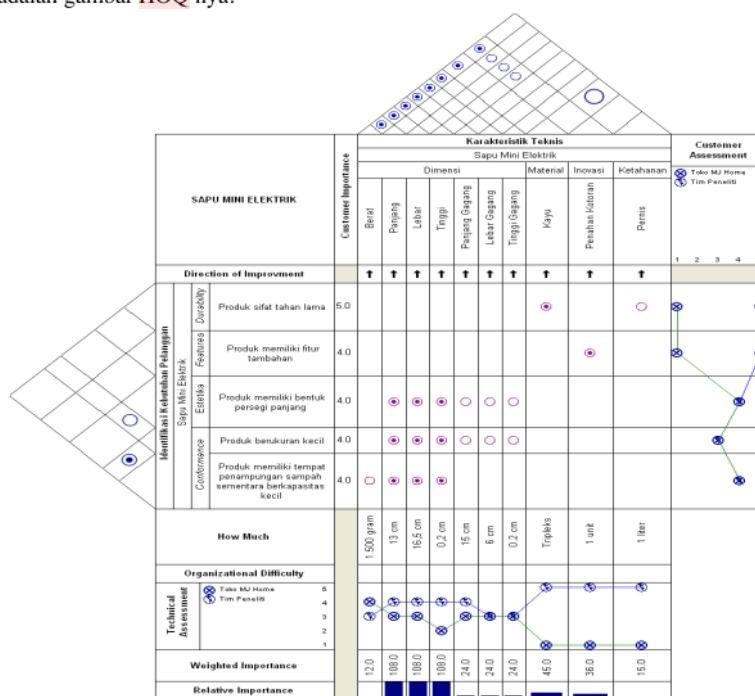 adalah gambar HOQ nya:
Karakteristik Teknis
Customer Assessment
Sapu Mini Elektrik
Dimensi
Material
Inovasi
Ketahanan
Toko MJ Home
Tim Peneliti
SAPU MINI ELEKTRIK
Customer Importance
Berat
Panjang
Lebar
Tinggi
Panjang Gagang
Lebar Gagang
Tinggi Gagang
Kayu
Penahan Kotoran
Pernis
1 2 3 4
Direction of Improvment
Identifikasi Kebutuhan Pelanggan
Sapu Mini Elektrik
Durability
Produk sifat tahan lama
5.0
Features
Produk memiliki fitur
tambahan
4.0
Estetika
Produk memiliki bentuk
persegi panjang
4.0
Conformance
Produk berukuran kecil
4.0
Produk memiliki tempat
penampungan sampah
sementara berkapasitas
kecil
4.0
How Much
1.500 gram
13 cm
16,5 cm
0,2 cm
15 cm
6 cm
0.2 cm
Tripleks
1 unit
1 liter
Organizational Difficulty
Technical
Assessment
Toko MJ Home
Tim Peneliti
5
4
3
2
1
Weighted Importance
12.0
108.0
108.0
108.0
24.0
24.0
24.0
45.0
36.0
15.0
Relative Importance